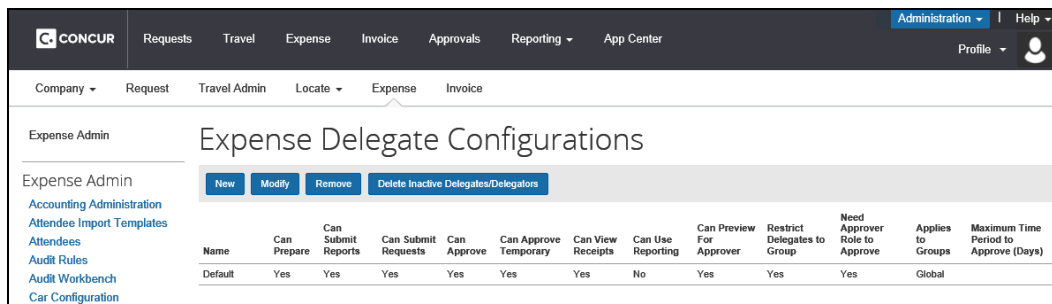 Administration | Help
C. CONCUR Requests Travel Expense Invoice Approvals Reporting App Center
Profile
Company Request Travel Admin Locate Expense Invoice
Expense Admin
Expense Delegate Configurations
Expense Admin
New Modify Remove Delete Inactive Delegates/Delegators
Accounting Administration
Attendee Import Templates
Attendees
Audit Rules
Audit Workbench
Car Configuration
Name Can Prepare Can Submit Reports Can Submit Requests Can Approve Can Approve Temporary Can View Receipts Can Use Reporting Can Preview For Approver Restrict Delegates to Group Need Approver Role to Approve Applies to Groups Maximum Time Period to Approve (Days)
Default Yes Yes Yes Yes Yes Yes No Yes Yes Yes Global